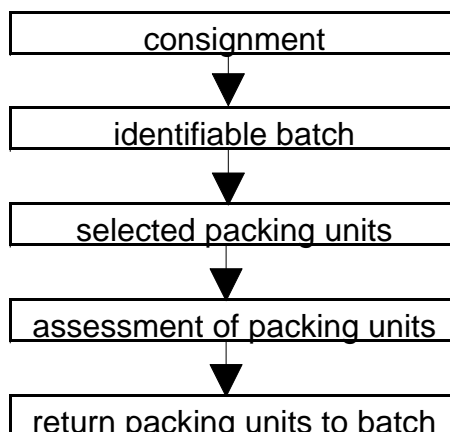 consignment
identifiable batch
selected packing units
assessment of packing units
return packing units to batch